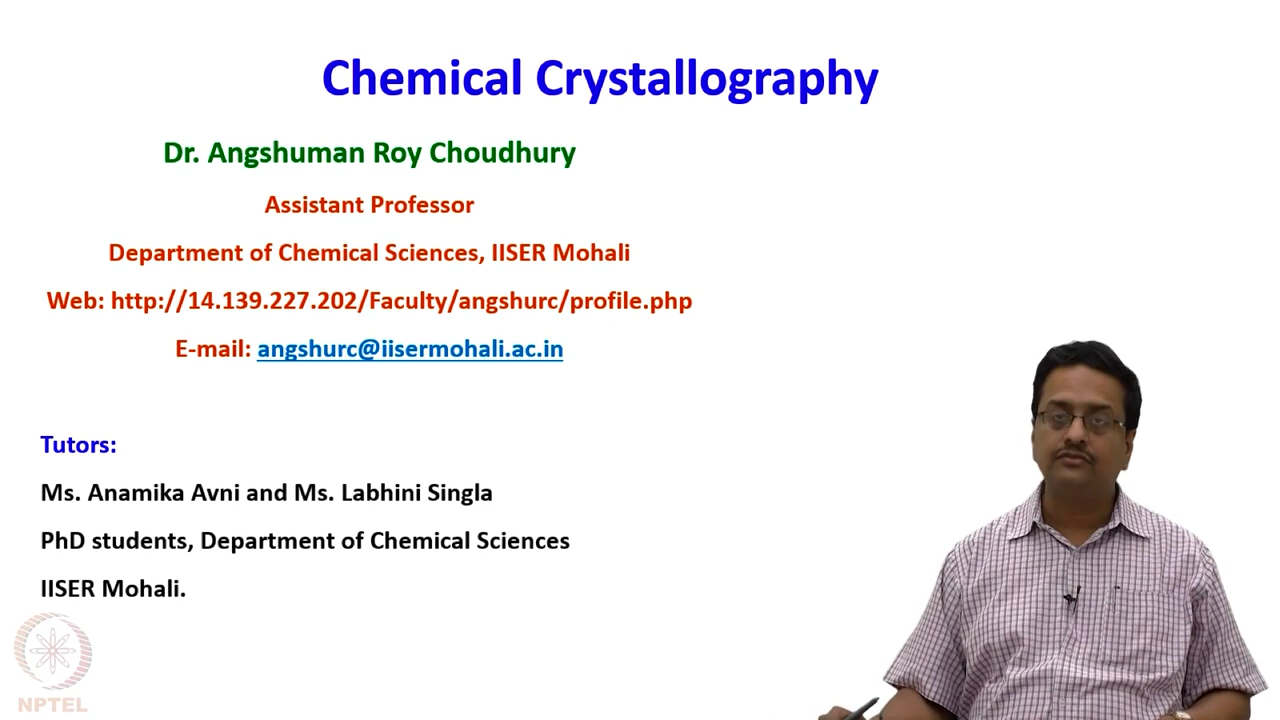 Chemical Crystallography
Dr. Angshuman Roy Choudhury
Assistant Professor
Department of Chemical Sciences, IISER Mohali
Web: http://14.139.227.202/Faculty/angshurc/profile.php
E-mail: angshurc@iisermohali.ac.in
Tutors:
Ms. Anamika Avni and Ms. Labhini Singla
PhD students, Department of Chemical Sciences
IISER Mohali.
NPTEL